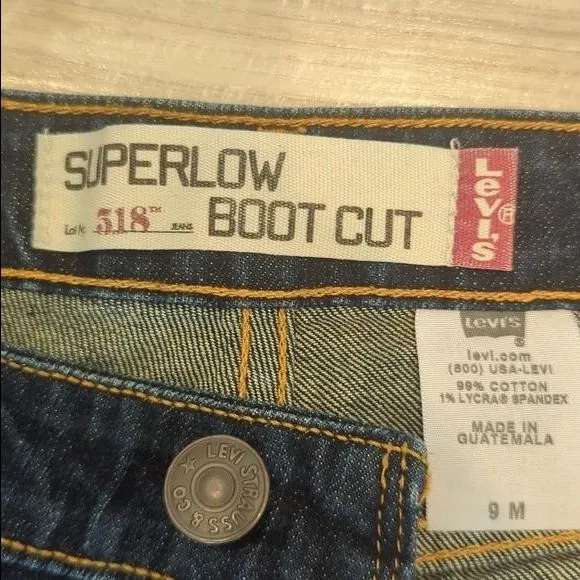 SUPERLOW
Lot № 518™ JEANS BOOT CUT
LEVI'S®
Levi's
®
levi.com
(800) USA-LEVI
99% COTTON
1% LYCRA® SPANDEX
MADE IN
GUATEMALA
9 M
LEVI STRAUSS & CO